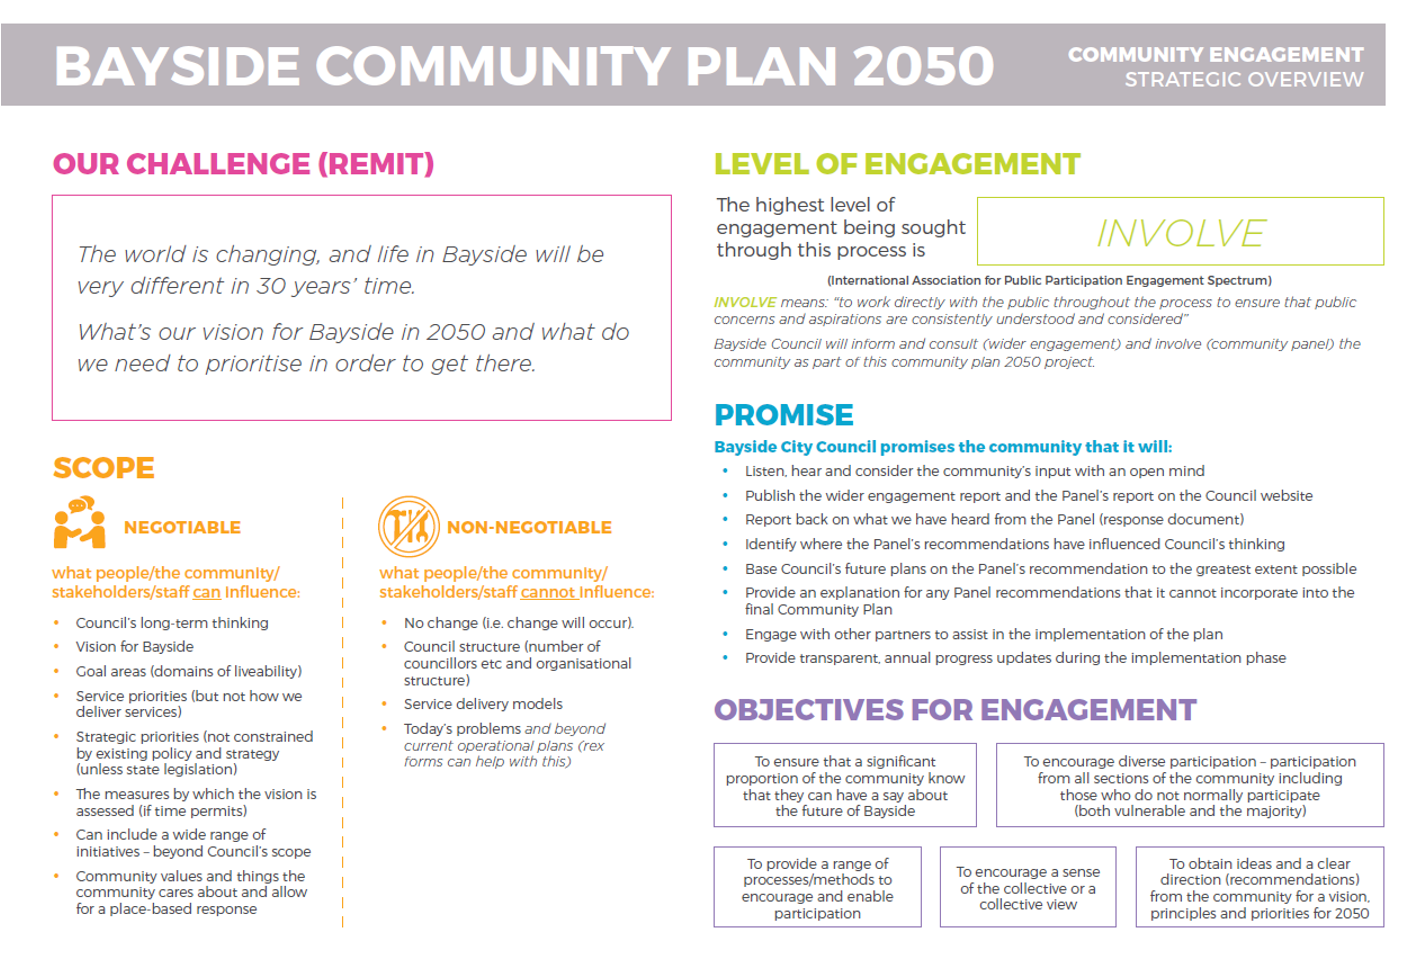 BAYSIDE COMMUNITY PLAN 2050
COMMUNITY ENGAGEMENT
STRATEGIC OVERVIEW
OUR CHALLENGE (REMIT)
The world is changing, and life in Bayside will be
very different in 30 years' time.
What's our vision for Bayside in 2050 and what do
we need to prioritise in order to get there.
SCOPE
NEGOTIABLE
what people/the community/
stakeholders/staff can Influence:
• Council's long-term thinking
• Vision for Bayside
• Goal areas (domains of liveability)
• Service priorities (but not how we
deliver services)
• Strategic priorities (not constrained
by existing policy and strategy
(unless state legislation)
• The measures by which the vision is
assessed (if time permits)
• Can include a wide range of
initiatives – beyond Council's scope
• Community values and things the
community cares about and allow
for a place-based response
NON-NEGOTIABLE
what people/the community/
stakeholders/staff cannot Influence:
• No change (i.e. change will occur).
• Council structure (number of
councillors etc and organisational
structure)
• Service delivery models
• Today's problems and beyond
current operational plans (rex
forms can help with this)
LEVEL OF ENGAGEMENT
The highest level of
engagement being sought
through this process is
INVOLVE
(International Association for Public Participation Engagement Spectrum)
INVOLVE means: “to work directly with the public throughout the process to ensure that public
concerns and aspirations are consistently understood and considered”
Bayside Council will inform and consult (wider engagement) and involve (community panel) the
community as part of this community plan 2050 project.
PROMISE
Bayside City Council promises the community that it will:
• Listen, hear and consider the community's input with an open mind
• Publish the wider engagement report and the Panel's report on the Council website
• Report back on what we have heard from the Panel (response document)
• Identify where the Panel's recommendations have influenced Council's thinking
• Base Council's future plans on the Panel's recommendation to the greatest extent possible
• Provide an explanation for any Panel recommendations that it cannot incorporate into the
final Community Plan
• Engage with other partners to assist in the implementation of the plan
• Provide transparent, annual progress updates during the implementation phase
OBJECTIVES FOR ENGAGEMENT
To ensure that a significant
proportion of the community know
that they can have a say about
the future of Bayside
To encourage diverse participation – participation
from all sections of the community including
those who do not normally participate
(both vulnerable and the majority)
To provide a range of
processes/methods to
encourage and enable
participation
To encourage a sense
of the collective or a
collective view
To obtain ideas and a clear
direction (recommendations)
from the community for a vision,
principles and priorities for 2050